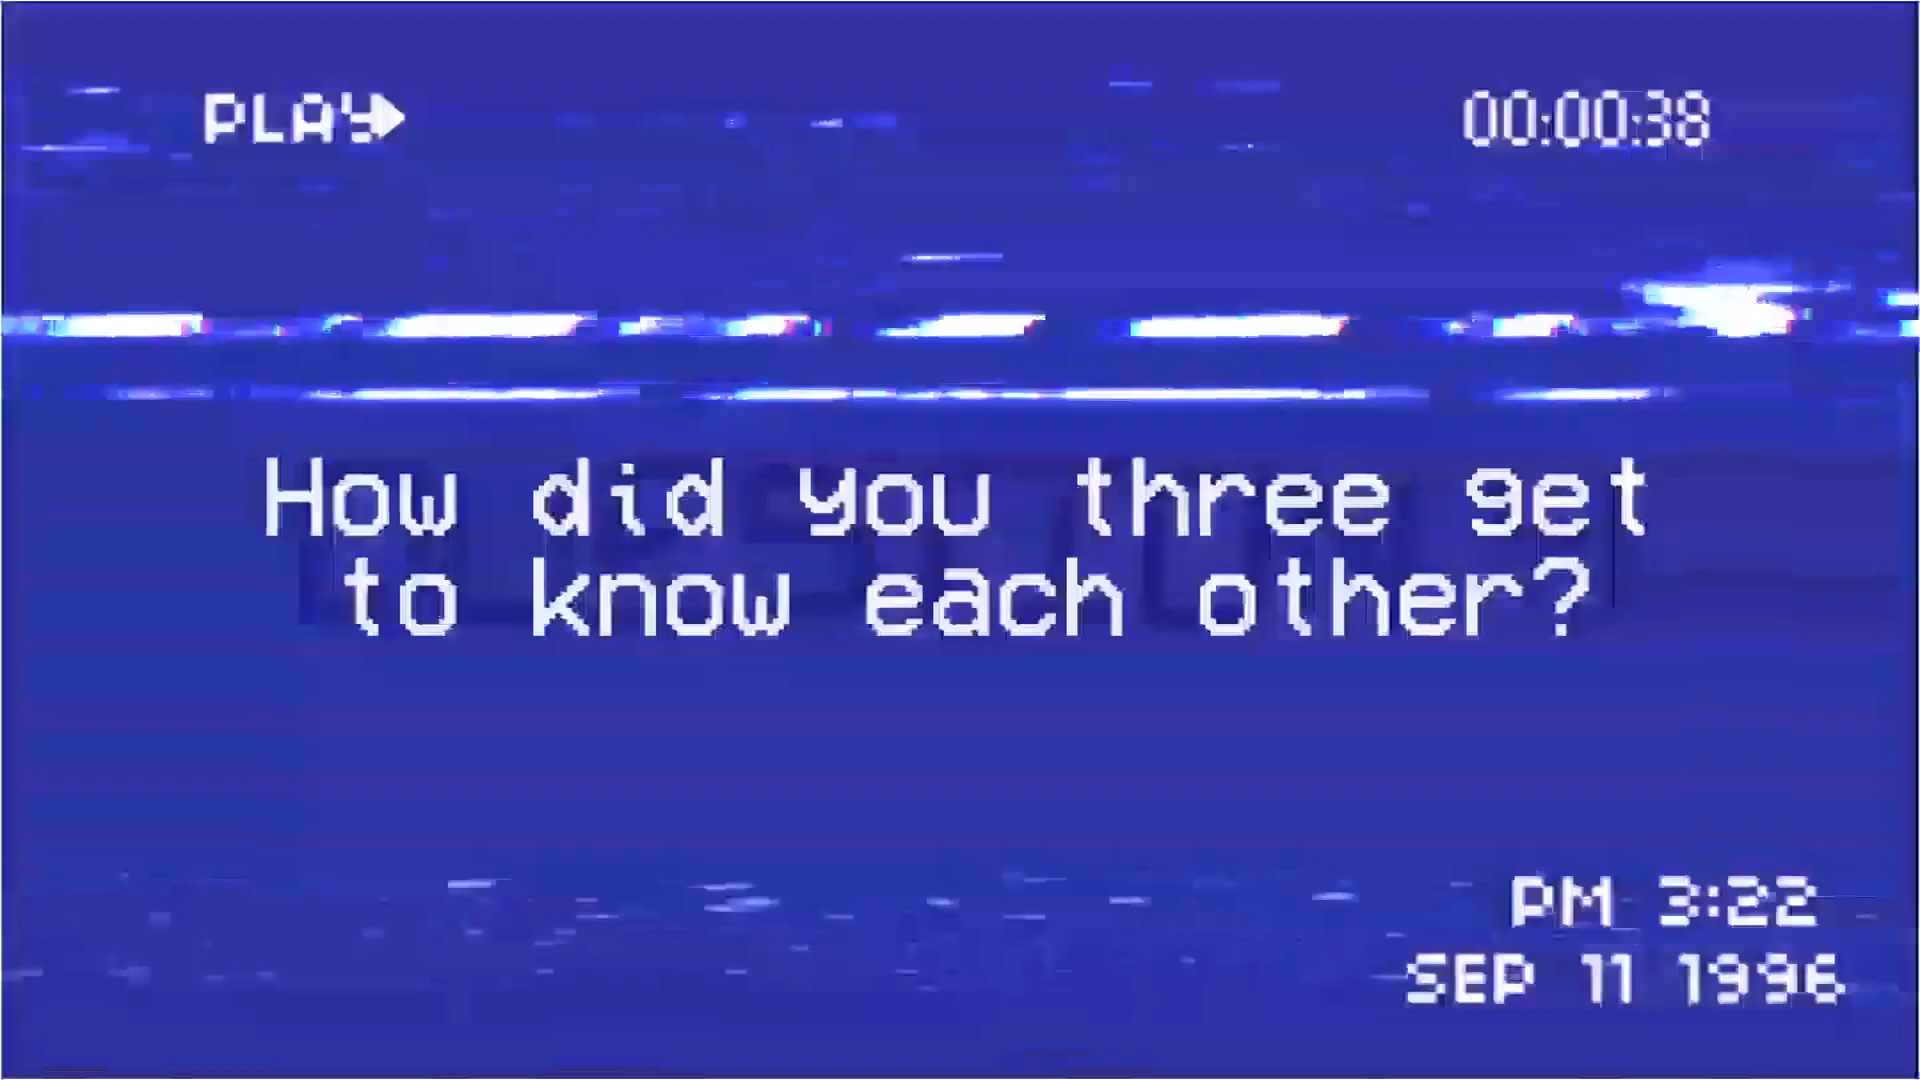 PLAY
00:00:38
How did you three get
to know each other?
PM 3:22
SEP 11 1996